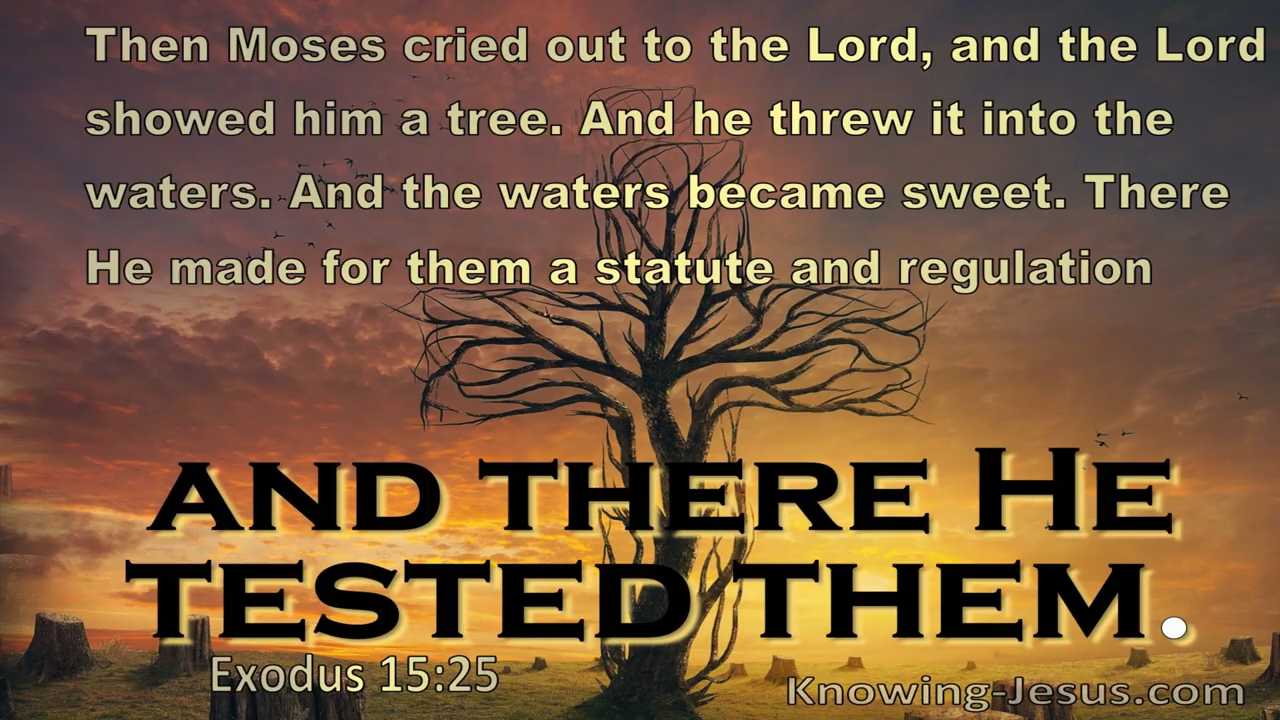 Then Moses cried out to the Lord, and the Lord
showed him a tree. And he threw it into the
waters. And the waters became sweet. There
He made for them a statute and regulation
AND THERE HE
TESTED THEM.
Exodus 15:25
Knowing-Jesus.com